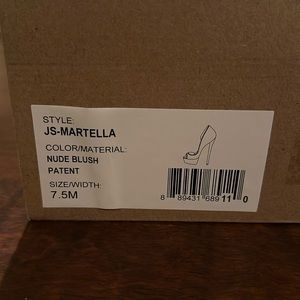 STYLE:
JS-MARTELLA
COLOR/MATERIAL:
NUDE BLUSH
PATENT
SIZE/WIDTH:
7.5M
8 89431 68911 0